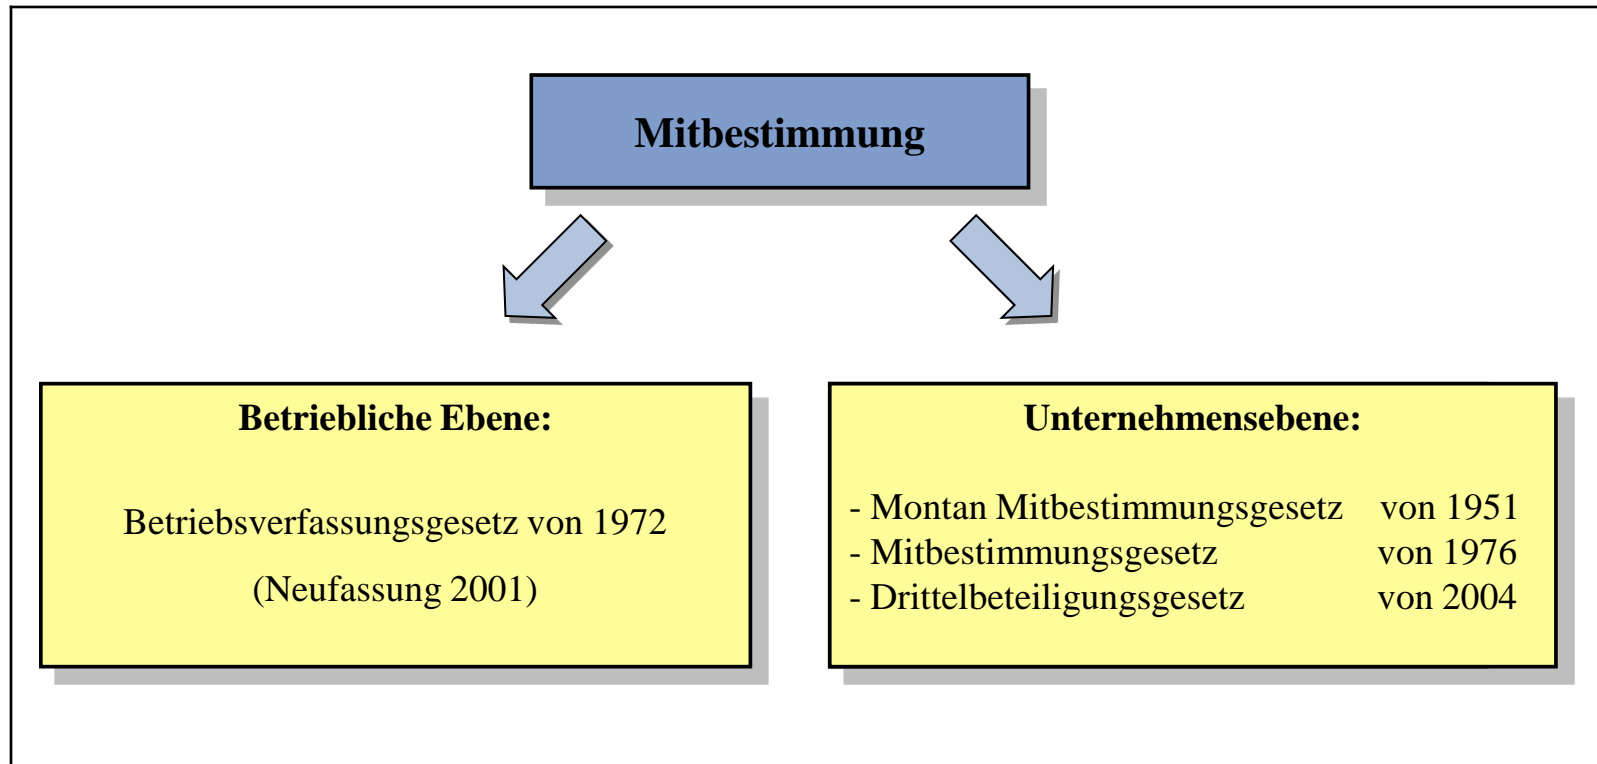 Mitbestimmung
Betriebliche Ebene:
Betriebsverfassungsgesetz von 1972
(Neufassung 2001)
Unternehmensebene:
- Montan Mitbestimmungsgesetz von 1951
- Mitbestimmungsgesetz von 1976
- Drittelbeteiligungsgesetz von 2004